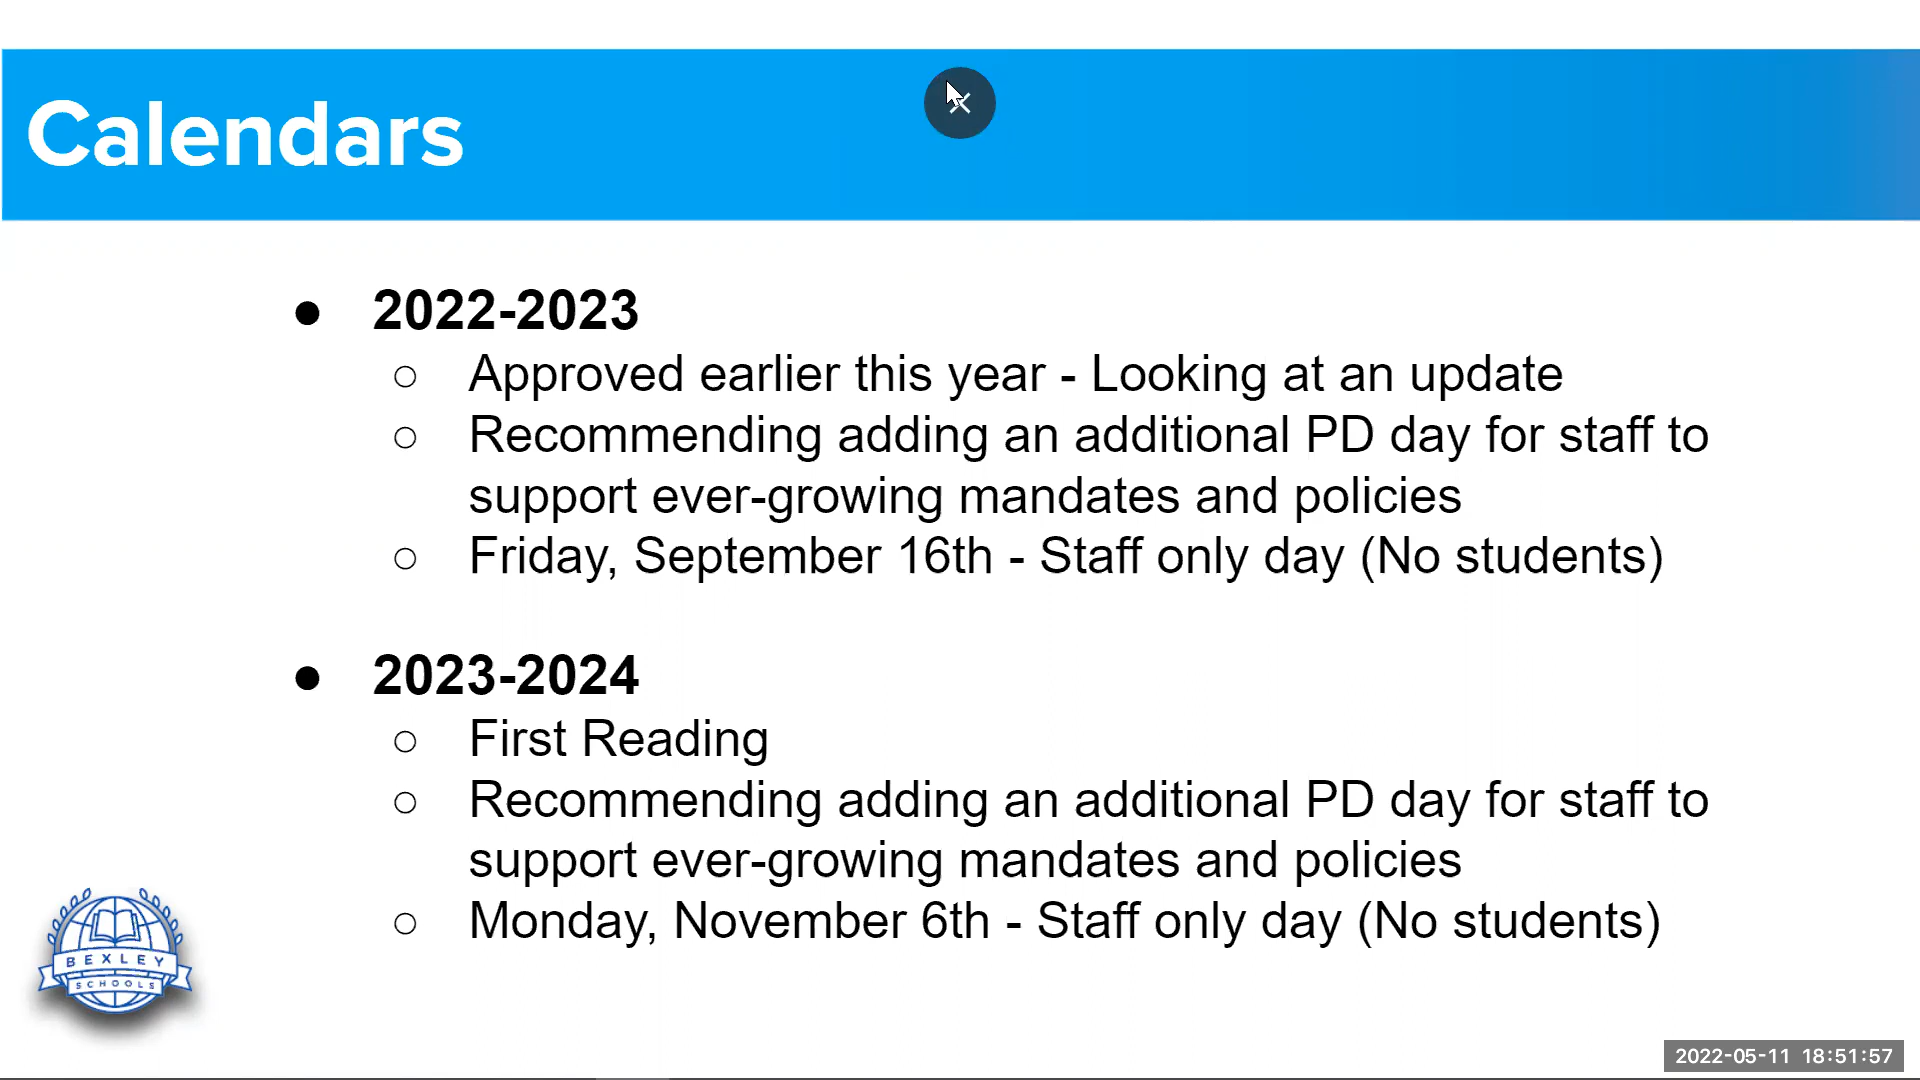 Calendars
● 2022-2023
○ Approved earlier this year - Looking at an update
○ Recommending adding an additional PD day for staff to
support ever-growing mandates and policies
○ Friday, September 16th - Staff only day (No students)
● 2023-2024
○ First Reading
○ Recommending adding an additional PD day for staff to
support ever-growing mandates and policies
○ Monday, November 6th - Staff only day (No students)
BEXLEY
SCHOOLS
2022-05-11 18:51:57